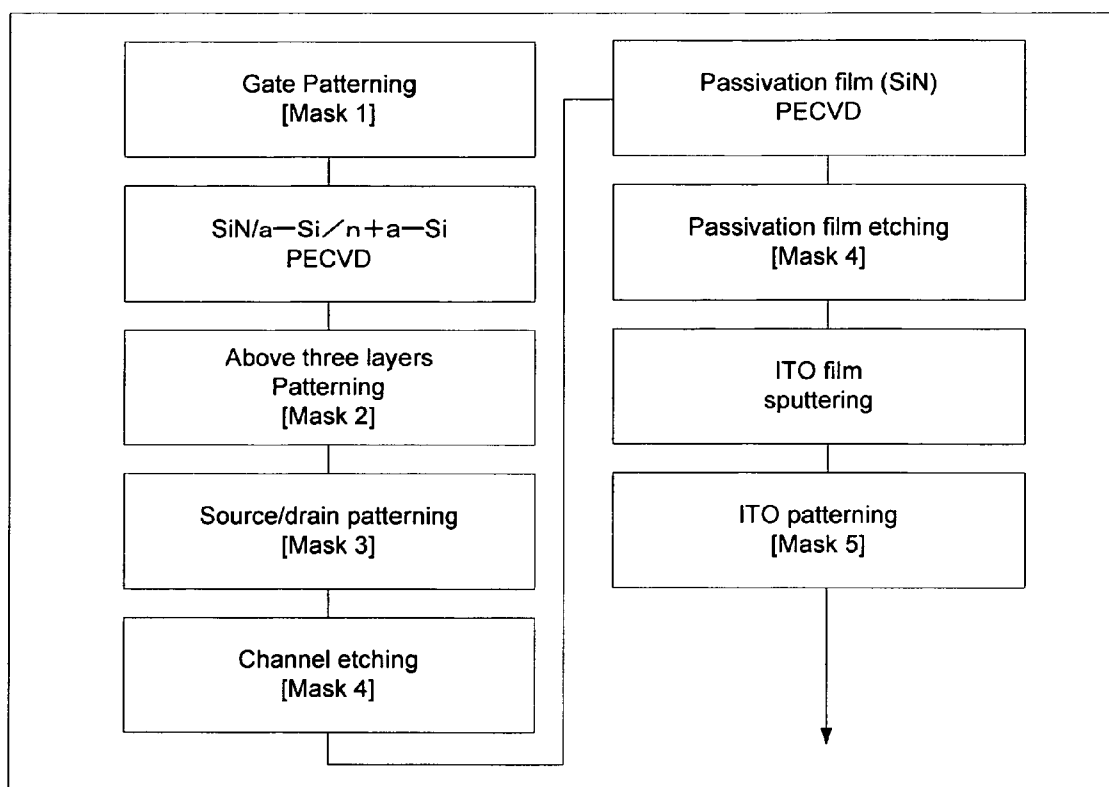 Gate Patterning
[Mask 1]
SiN/a－Si／n＋a－Si
PECVD
Above three layers
Patterning
[Mask 2]
Source/drain patterning
[Mask 3]
Channel etching
[Mask 4]
Passivation film (SiN)
PECVD
Passivation film etching
[Mask 4]
ITO film
sputtering
ITO patterning
[Mask 5]